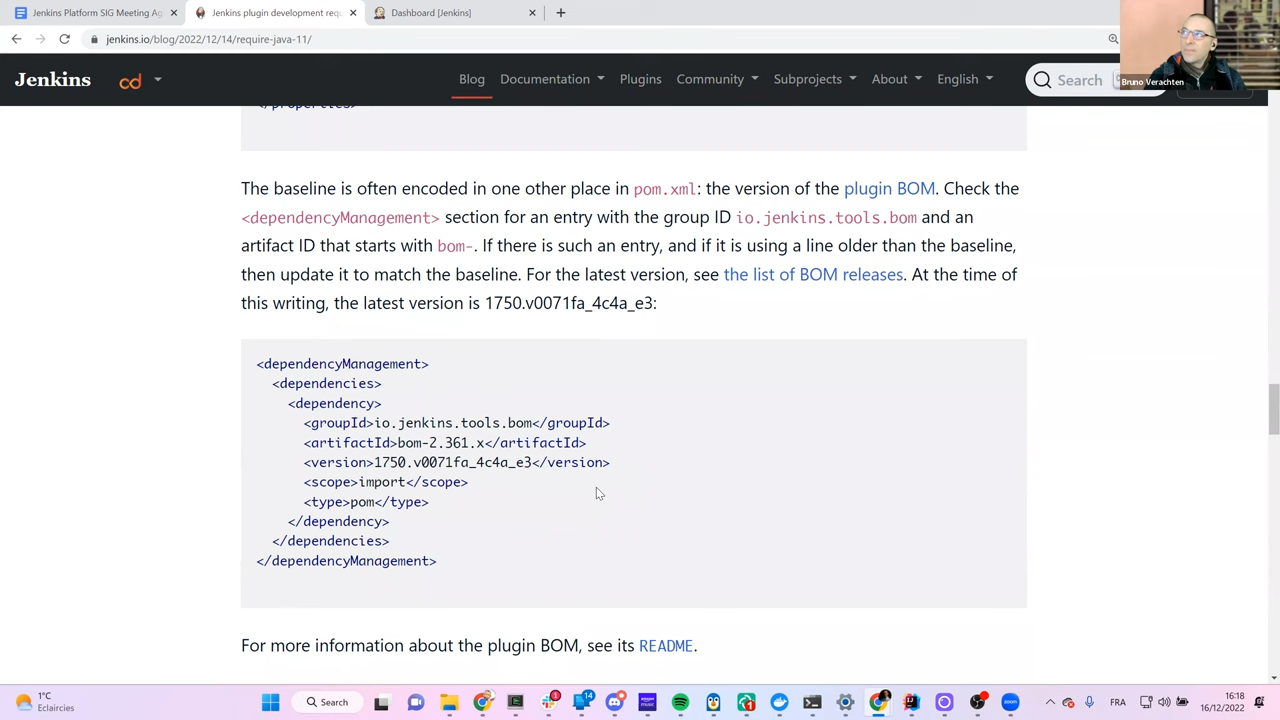 Jenkins Platform SIG Meeting Ag
Jenkins plugin development requ
Dashboard [Jenkins]
jenkins.io/blog/2022/12/14/require-java-11/
Jenkins
cd
Blog
Documentation
Plugins
Community
Subprojects
About
English
Search
Bruno Verachten
</properties>
The baseline is often encoded in one other place in pom.xml: the version of the plugin BOM. Check the
<dependencyManagement> section for an entry with the group ID io.jenkins.tools.bom and an
artifact ID that starts with bom-. If there is such an entry, and if it is using a line older than the baseline,
then update it to match the baseline. For the latest version, see the list of BOM releases. At the time of
this writing, the latest version is 1750.v0071fa_4c4a_e3:
<dependencyManagement>
<dependencies>
<dependency>
<groupId>io.jenkins.tools.bom</groupId>
<artifactId>bom-2.361.x</artifactId>
<version>1750.v0071fa_4c4a_e3</version>
<scope>import</scope>
<type>pom</type>
</dependency>
</dependencies>
</dependencyManagement>
For more information about the plugin BOM, see its README.
1°C
Eclaircies
Search
1
14
FRA
16:18
16/12/2022